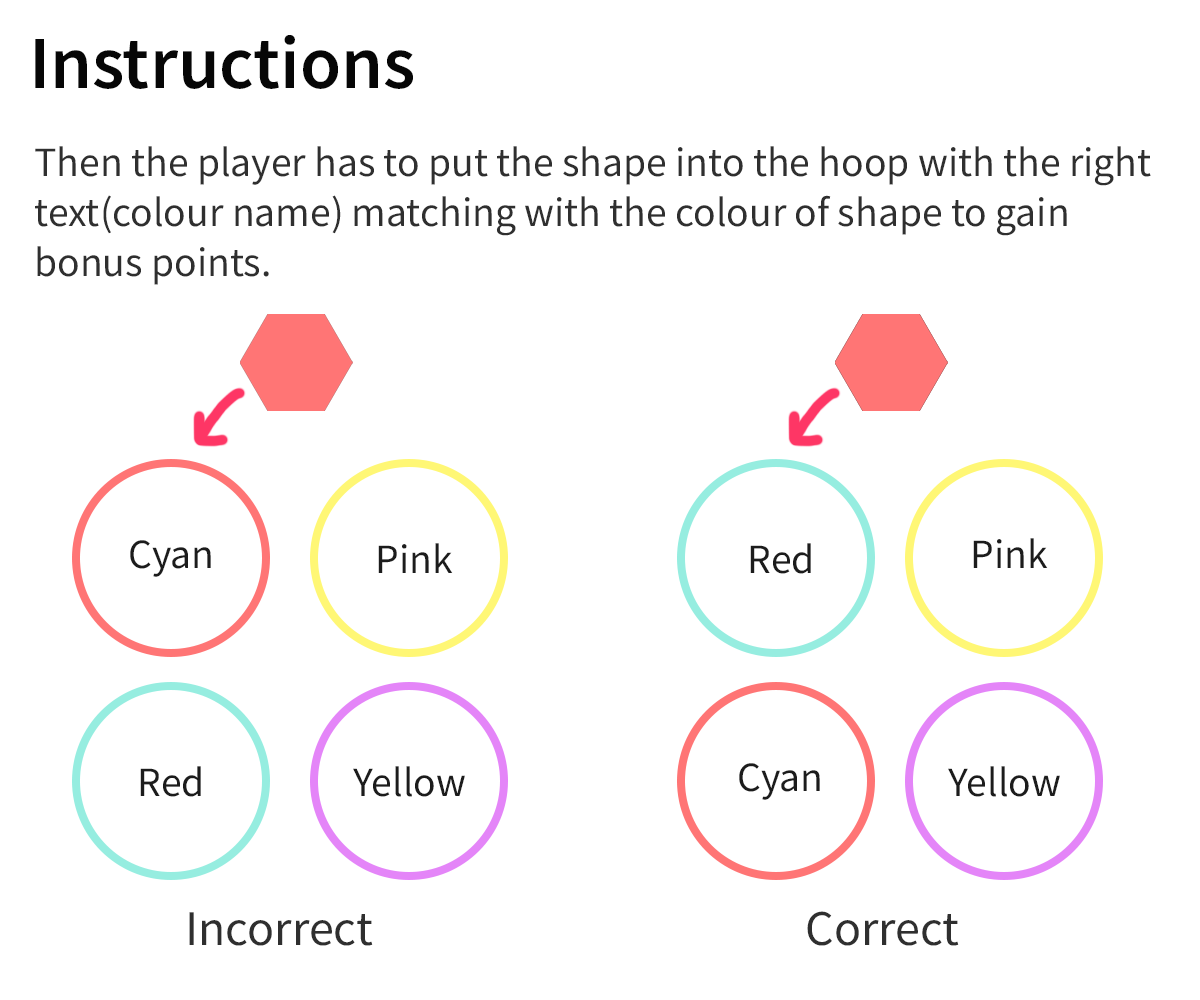 Instructions
Then the player has to put the shape into the hoop with the right
text(colour name) matching with the colour of shape to gain
bonus points.
Cyan
Pink
Red
Yellow
Incorrect
Red
Pink
Cyan
Yellow
Correct